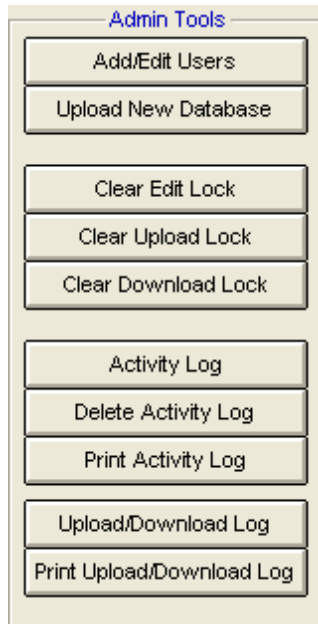 Admin Tools
Add/Edit Users
Upload New Database
Clear Edit Lock
Clear Upload Lock
Clear Download Lock
Activity Log
Delete Activity Log
Print Activity Log
Upload/Download Log
Print Upload/Download Log